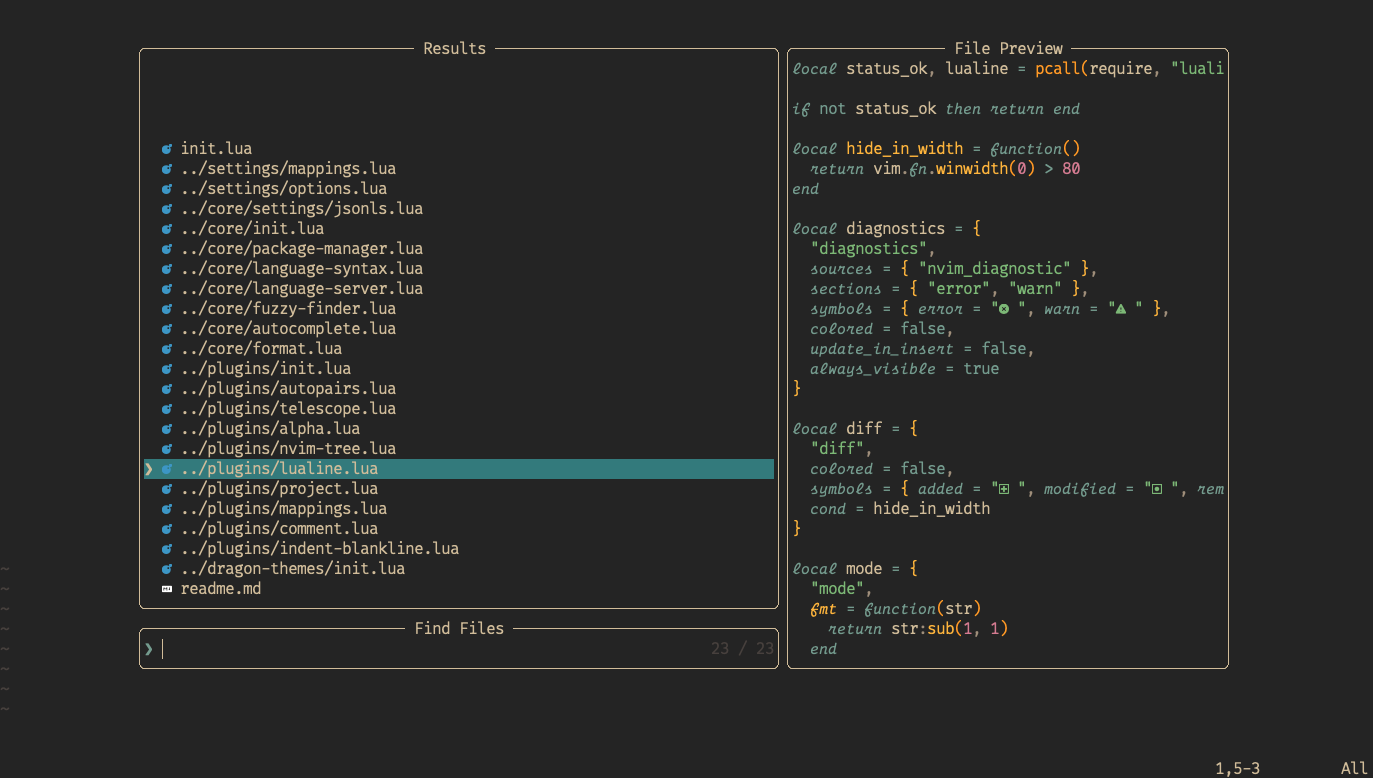 Results
init.lua
../settings/mappings.lua
../settings/options.lua
../core/settings/jsonls.lua
../core/init.lua
../core/package-manager.lua
../core/language-syntax.lua
../core/language-server.lua
../core/fuzzy-finder.lua
../core/autocomplete.lua
../core/format.lua
../plugins/init.lua
../plugins/autopairs.lua
../plugins/telescope.lua
../plugins/alpha.lua
../plugins/nvim-tree.lua
❯ ../plugins/lualine.lua
../plugins/project.lua
../plugins/mappings.lua
../plugins/comment.lua
../plugins/indent-blankline.lua
../dragon-themes/init.lua
readme.md
Find Files
❯ 23 / 23
File Preview
local status_ok, lualine = pcall(require, "luali
if not status_ok then return end
local hide_in_width = function()
  return vim.fn.winwidth(0) > 80
end
local diagnostics = {
  "diagnostics",
  sources = { "nvim_diagnostic" },
  sections = { "error", "warn" },
  symbols = { error = " ", warn = " " },
  colored = false,
  update_in_insert = false,
  always_visible = true
}
local diff = {
  "diff",
  colored = false,
  symbols = { added = " ", modified = " ", rem
  cond = hide_in_width
}
local mode = {
  "mode",
  fmt = function(str)
    return str:sub(1, 1)
  end
~
~
~
~
~
~
~
~
1,5-3 All